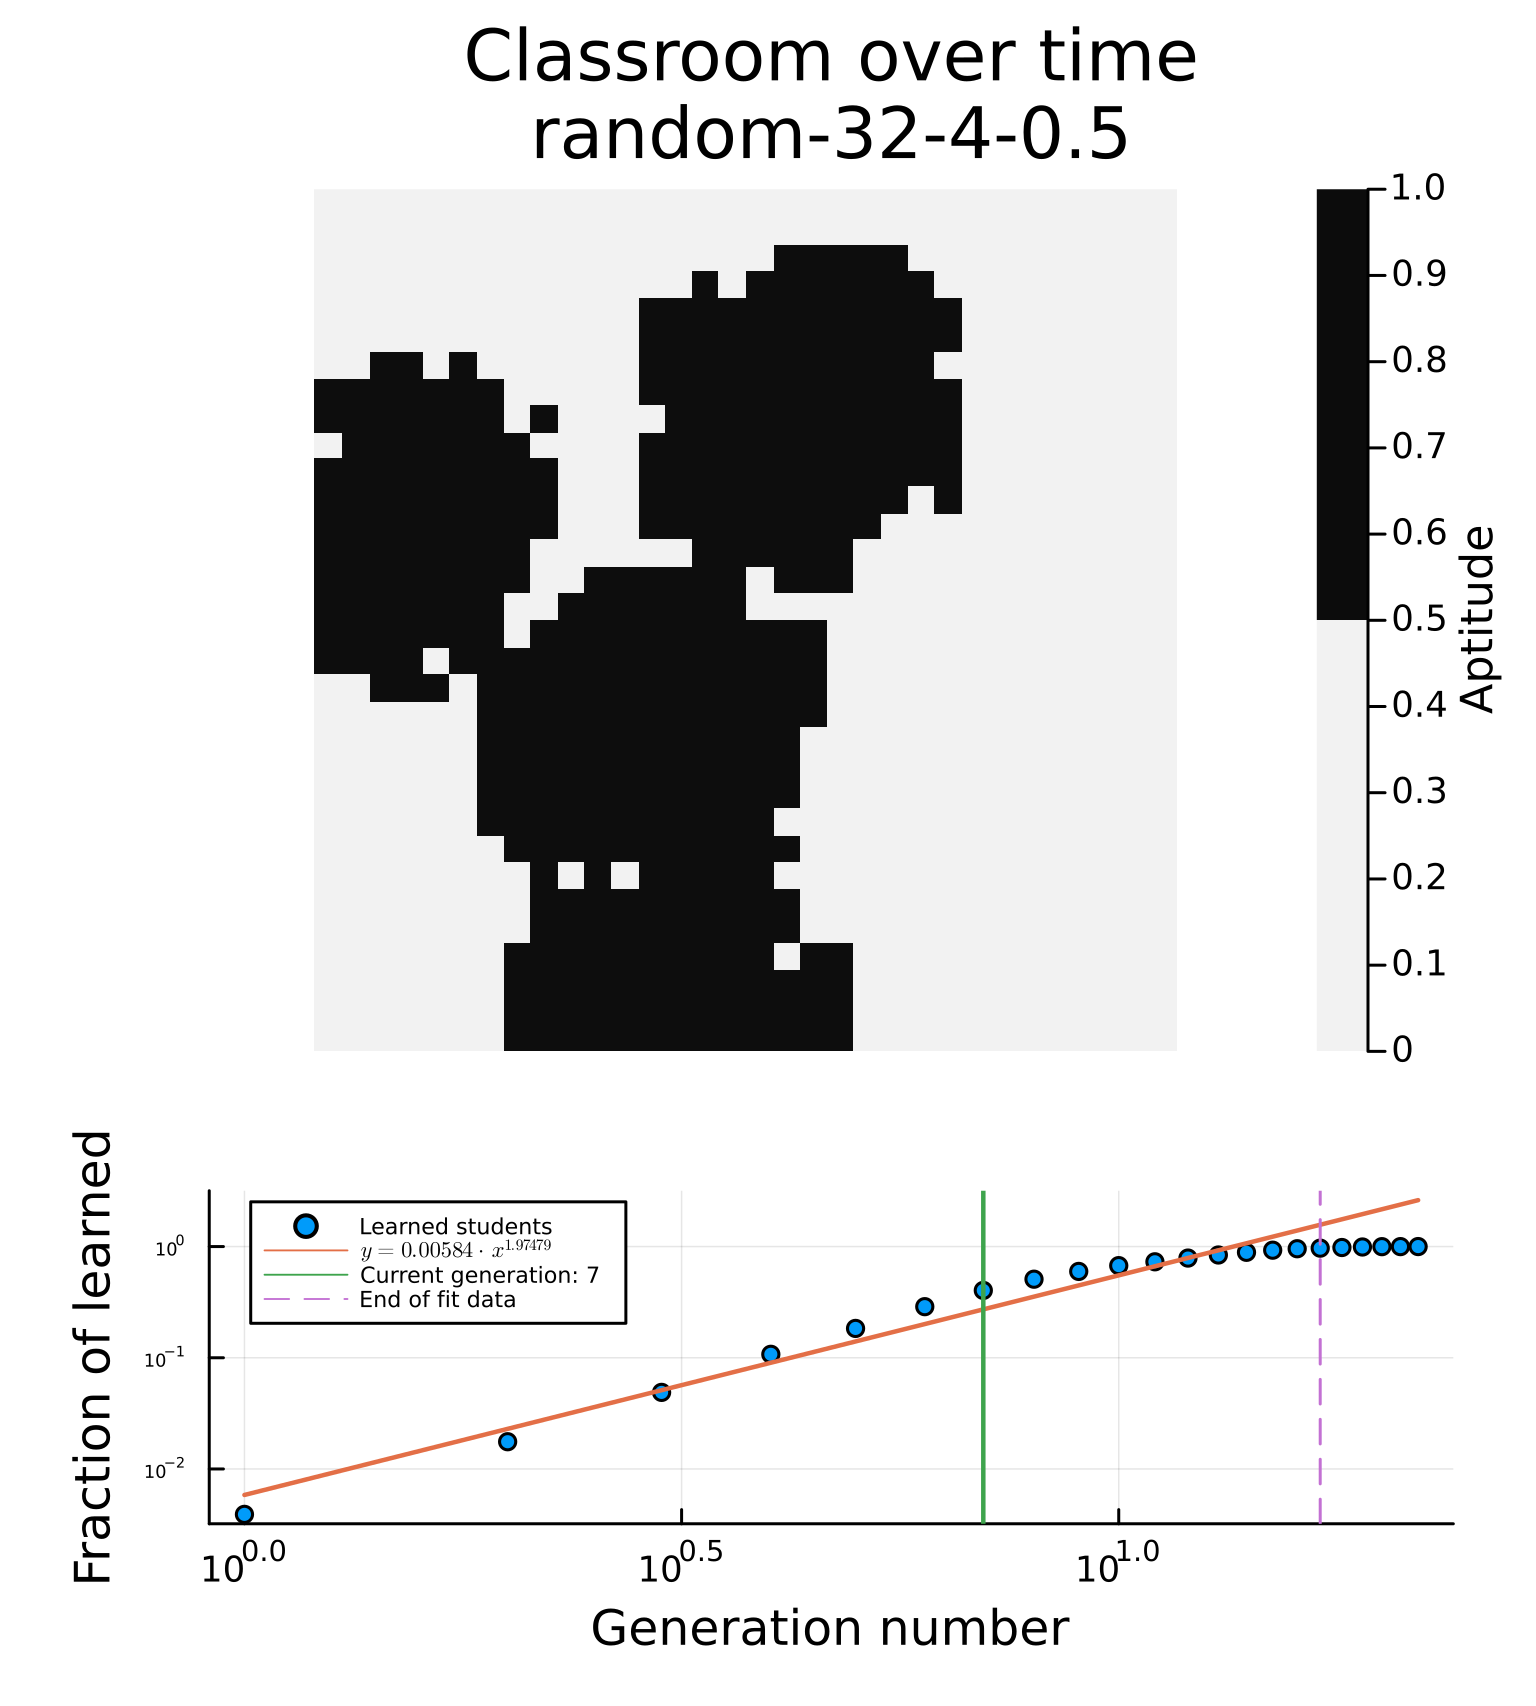 Classroom over time
random-32-4-0.5
1.0
0.9
0.8
0.7
0.6
0.5
0.4
0.3
0.2
0.1
0
Aptitude
Fraction of learned
10^0
10^−1
10^−2
Learned students
y = 0.00584 · x^1.97479
Current generation: 7
End of fit data
10^0.0
10^0.5
10^1.0
Generation number